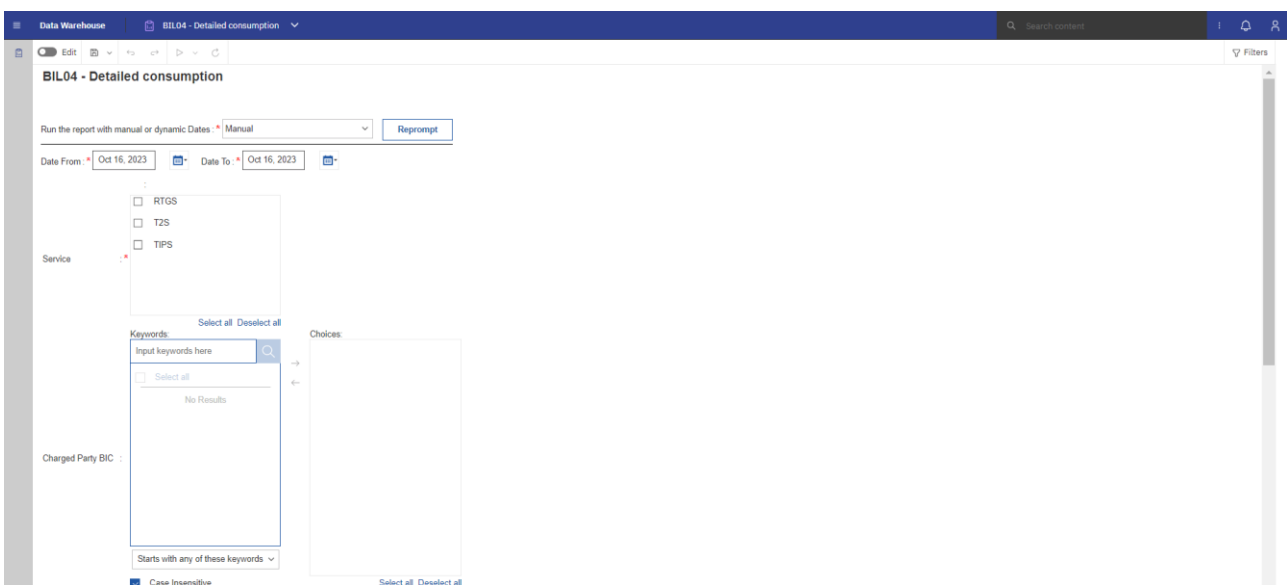 Data Warehouse BIL04 - Detailed consumption Search content
Edit Filters
BIL04 - Detailed consumption
Run the report with manual or dynamic Dates : * Manual Reprompt
Date From : * Oct 16, 2023 Date To : * Oct 16, 2023
:
RTGS
T2S
TIPS
Service : *
Select all Deselect all
Keywords: Choices:
Input keywords here
Select all
No Results
Charged Party BIC :
Starts with any of these keywords
Case Insensitive Select all Deselect all